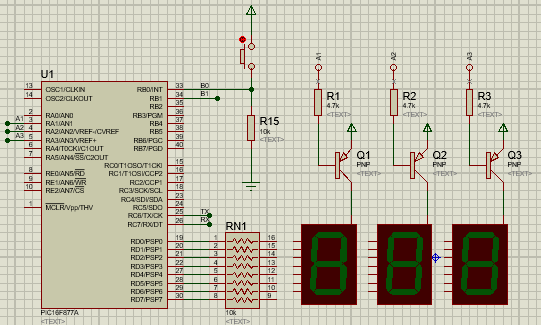 U1
13 OSC1/CLKIN RB0/INT 33 B0
14 OSC2/CLKOUT RB1 34 B1
RB2 35
2 RA0/AN0 RB3/PGM 36
A1 3 RA1/AN1 RB4 37
A2 4 RA2/AN2/VREF-/CVREF RB5 38
A3 5 RA3/AN3/VREF+ RB6/PGC 39
6 RA4/T0CKI/C1OUT RB7/PGD 40
7 RA5/AN4/SS/C2OUT
RC0/T1OSO/T1CKI 15
8 RE0/AN5/RD RC1/T1OSI/CCP2 16
9 RE1/AN6/WR RC2/CCP1 17
10 RE2/AN7/CS RC3/SCK/SCL 18
RC4/SDI/SDA 23
1 MCLR/Vpp/THV RC5/SDO 24
RC6/TX/CK 25 TX
RC7/RX/DT 26 RX
RD0/PSP0 19
RD1/PSP1 20
RD2/PSP2 21
RD3/PSP3 22
RD4/PSP4 27
RD5/PSP5 28
RD6/PSP6 29
RD7/PSP7 30
PIC16F877A
<TEXT>
R15
10k
<TEXT>
RN1
1 16
2 15
3 14
4 13
5 12
6 11
7 10
8 9
10k
<TEXT>
A1 A2 A3
R1 R2 R3
4.7k 4.7k 4.7k
<TEXT> <TEXT> <TEXT>
Q1 Q2 Q3
PNP PNP PNP
<TEXT> <TEXT> <TEXT>
8 8 8